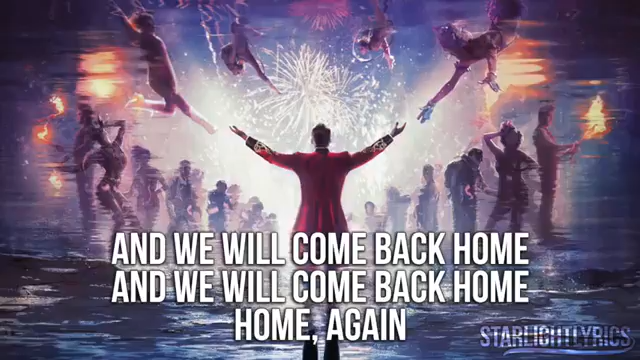 AND WE WILL COME BACK HOME
AND WE WILL COME BACK HOME
HOME, AGAIN
STARLIGHTLYRICS